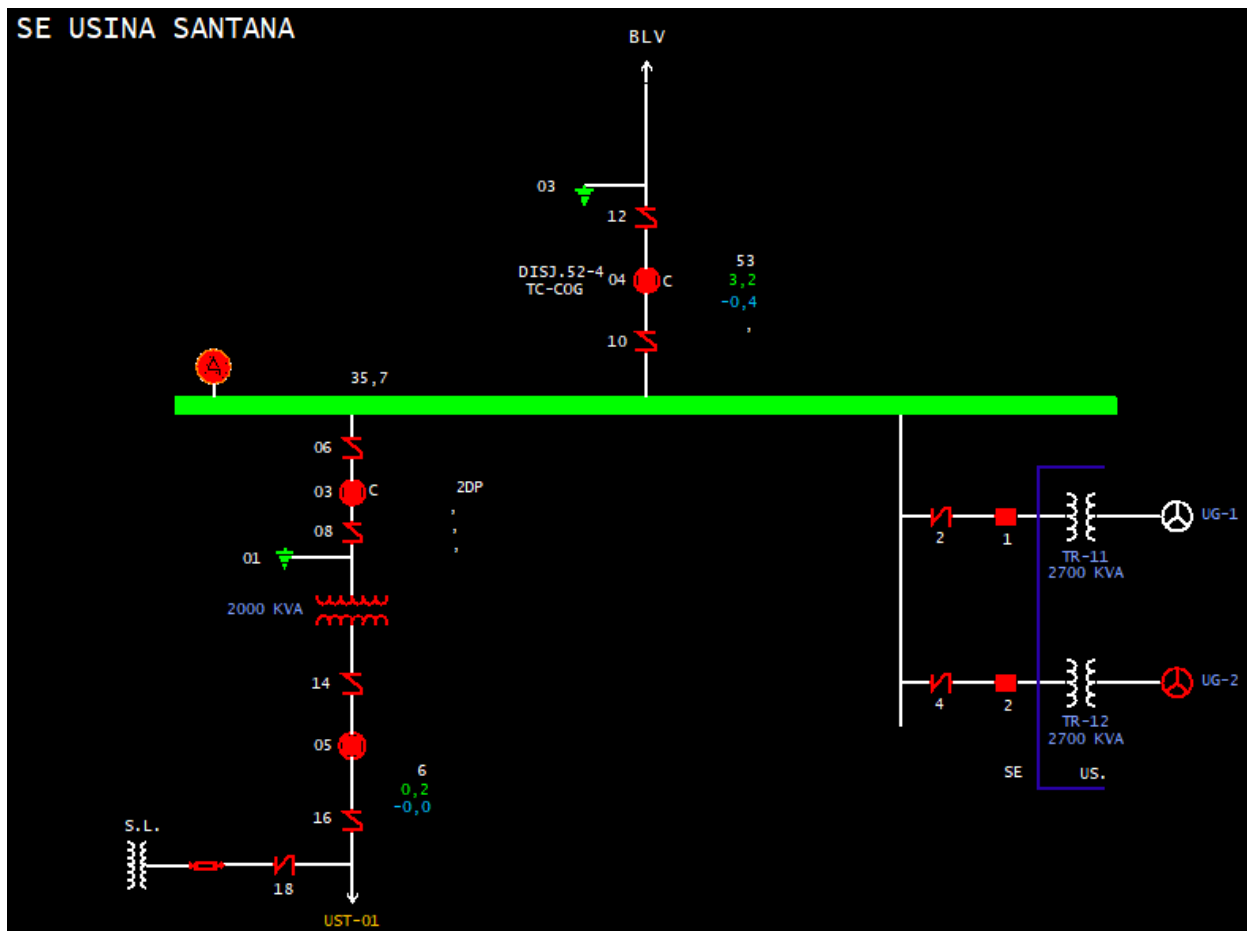 SE USINA SANTANA
BLV
03
12
DISJ.52-4 04 C
TC-COG
53
3,2
-0,4
,
10
35,7
06
03 C
2DP
,
,
,
08
01
2000 KVA
14
05
6
0,2
-0,0
16
S.L.
18
UST-01
2
1
TR-11
2700 KVA
UG-1
4
2
TR-12
2700 KVA
UG-2
SE
US.